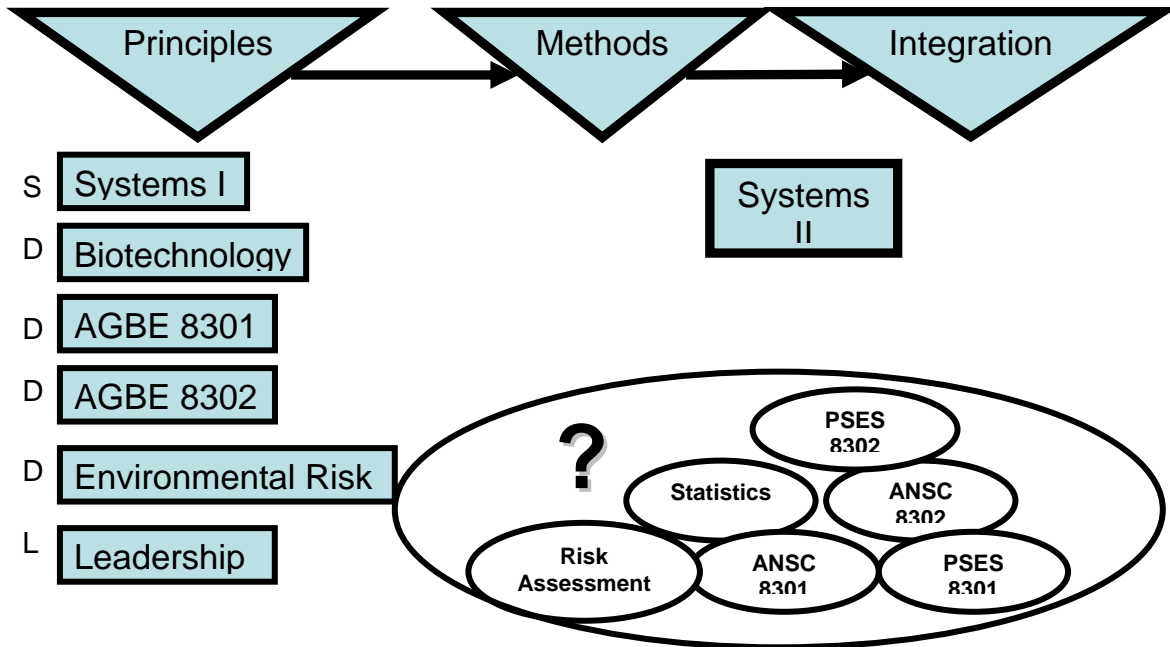 Principles
Methods
Integration
S
Systems I
D
Biotechnology
D
AGBE 8301
D
AGBE 8302
D
Environmental Risk
L
Leadership
Systems
II
?
PSES
8302
Statistics
ANSC
8302
Risk
Assessment
ANSC
8301
PSES
8301